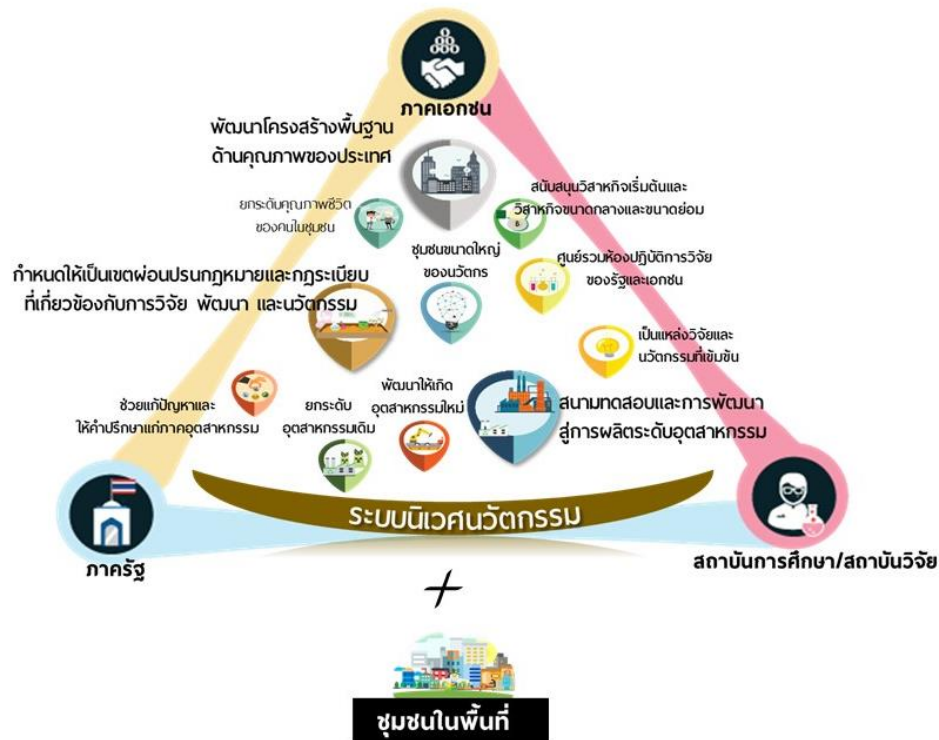 ภาคเอกชน
พัฒนาโครงสร้างพื้นฐาน
ด้านคุณภาพของประเทศ
สนับสนุนวิสาหกิจเริ่มต้นและ
วิสาหกิจขนาดกลางและขนาดย่อม
ยกระดับคุณภาพชีวิต
ของคนในชุมชน
ชุมชนขนาดใหญ่
ของนวัตกร
ศูนย์รวมห้องปฏิบัติการวิจัย
ของรัฐและเอกชน
กำหนดให้เป็นเขตผ่อนปรนกฎหมายและกฎระเบียบ
ที่เกี่ยวข้องกับการวิจัย พัฒนา และนวัตกรรม
เป็นแหล่งวิจัยและ
นวัตกรรมที่เข้มข้น
ช่วยแก้ปัญหาและ
ให้คำปรึกษาแก่ภาคอุตสาหกรรม
ยกระดับ
อุตสาหกรรมเดิม
พัฒนาให้เกิด
อุตสาหกรรมใหม่
สนามทดสอบและการพัฒนา
สู่การผลิตระดับอุตสาหกรรม
ระบบนิเวศนวัตกรรม
ภาครัฐ
สถาบันการศึกษา/สถาบันวิจัย
+
ชุมชนในพื้นที่